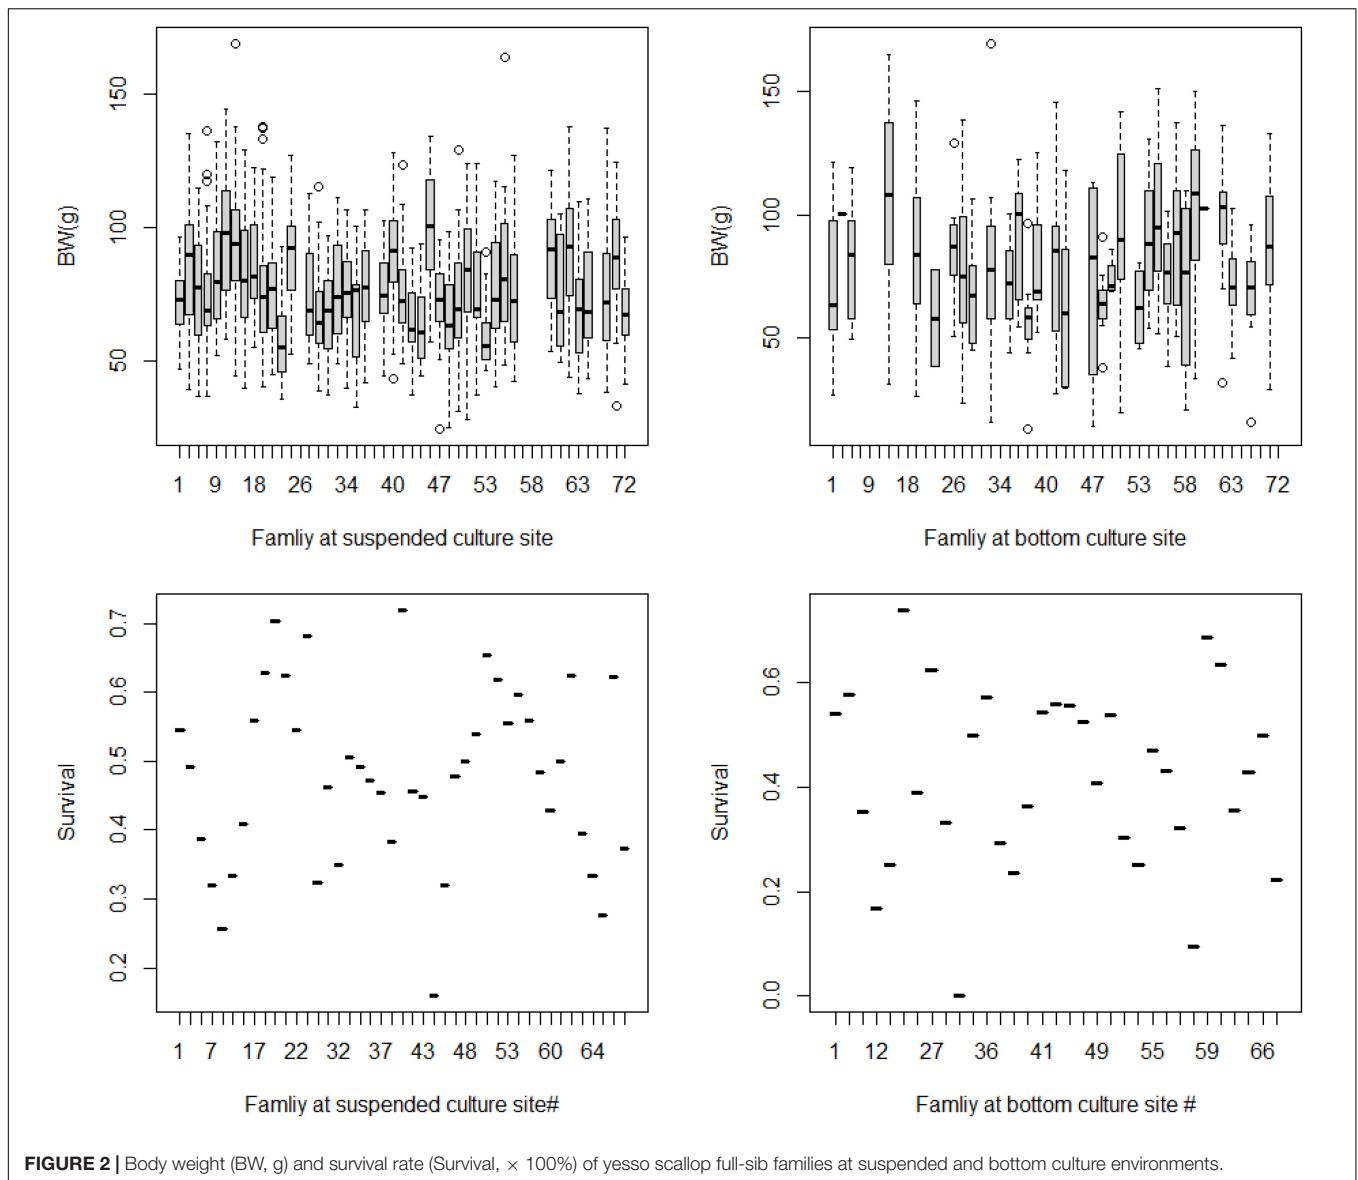 150
100
50
BW(g)
1 9 18 26 34 40 47 53 58 63 72
Famliy at suspended culture site
150
100
50
BW(g)
1 9 18 26 34 40 47 53 58 63 72
Famliy at bottom culture site
0.7
0.6
0.5
0.4
0.3
0.2
Survival
1 7 17 22 32 37 43 48 53 60 64
Famliy at suspended culture site#
0.6
0.4
0.2
0.0
Survival
1 12 27 36 41 49 55 59 66
Famliy at bottom culture site #
FIGURE 2 | Body weight (BW, g) and survival rate (Survival, × 100%) of yesso scallop full-sib families at suspended and bottom culture environments.